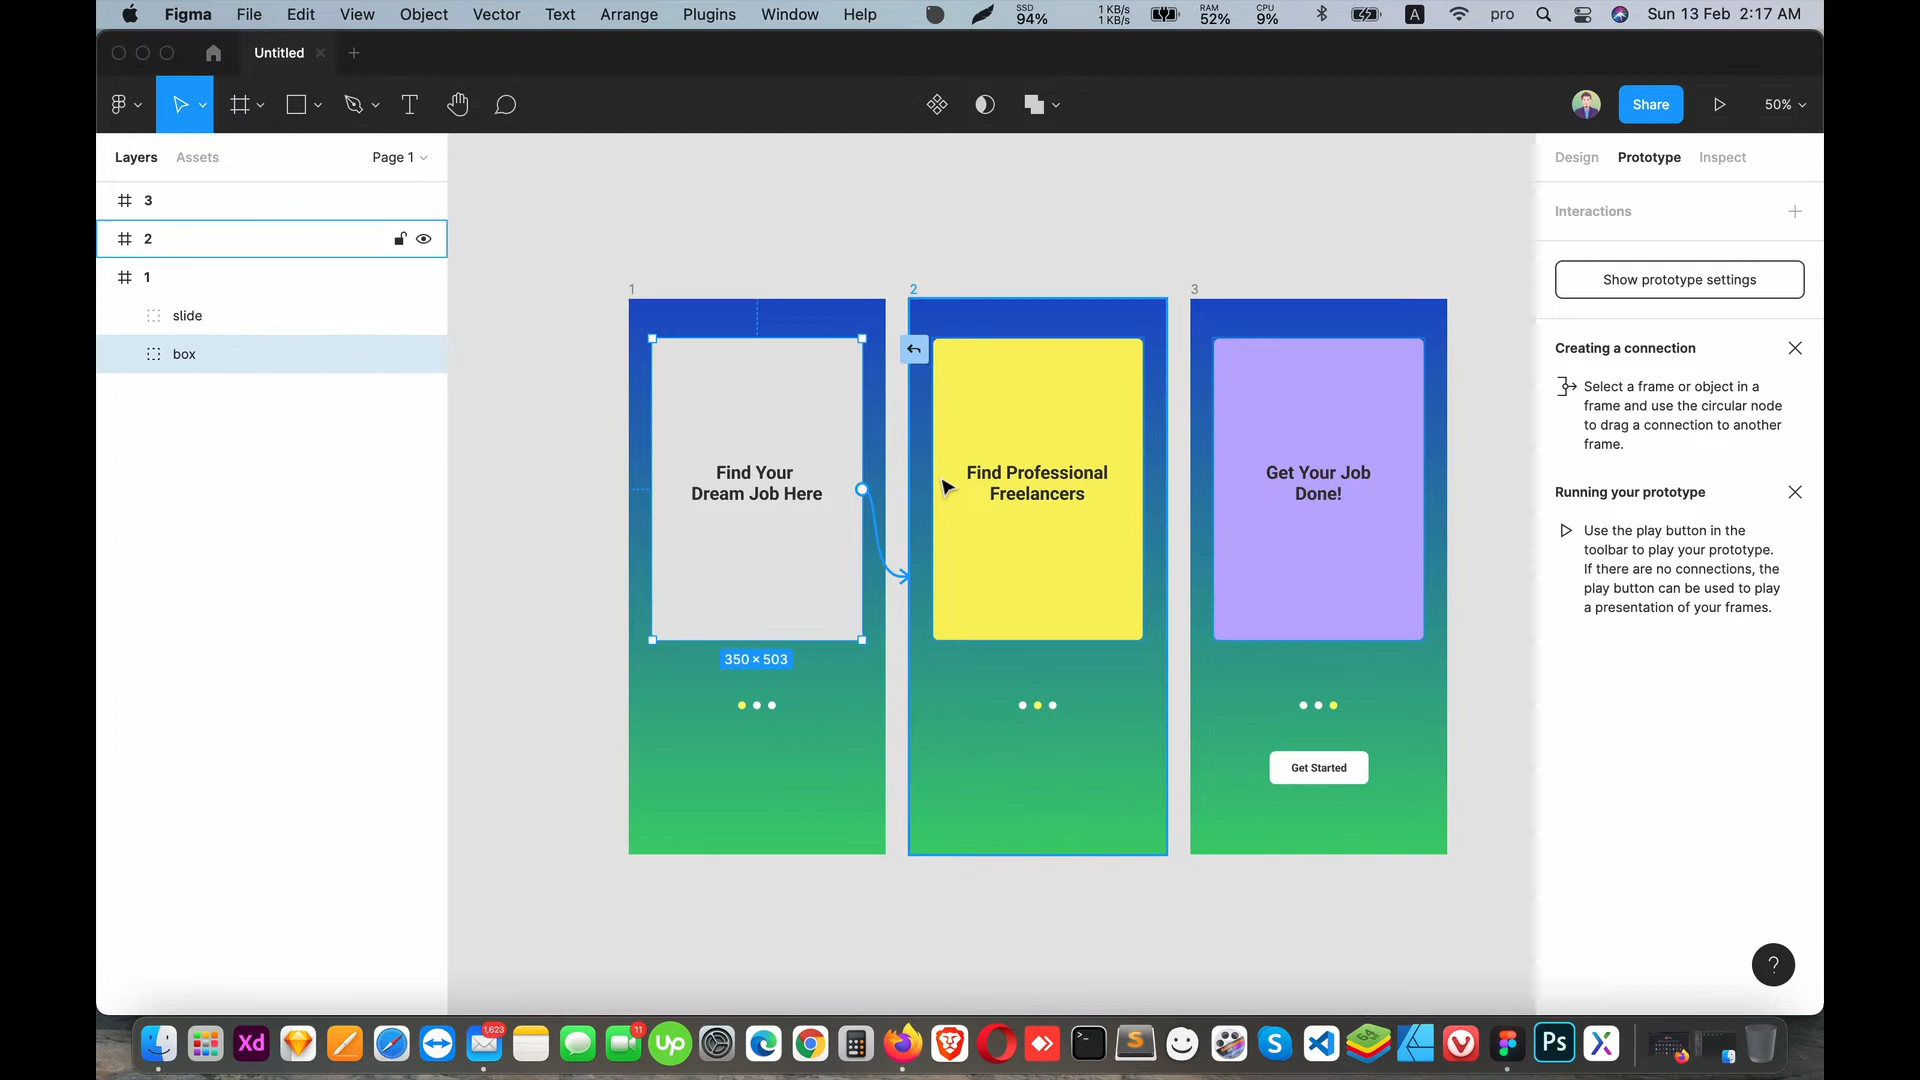 Figma File Edit View Object Vector Text Arrange Plugins Window Help
SSD 94%
1 KB/s
1 KB/s
RAM 52%
CPU 9%
A
pro
Sun 13 Feb 2:17 AM
Untitled
Share
50%
Layers Assets Page 1
3
2
1
slide
box
1
2
3
Find Your
Dream Job Here
Find Professional
Freelancers
Get Your Job
Done!
350 × 503
Get Started
Design Prototype Inspect
Interactions
Show prototype settings
Creating a connection
Select a frame or object in a
frame and use the circular node
to drag a connection to another
frame.
Running your prototype
Use the play button in the
toolbar to play your prototype.
If there are no connections, the
play button can be used to play
a presentation of your frames.
?
Xd
1,623
11
Up
S
S
64
Ps
X